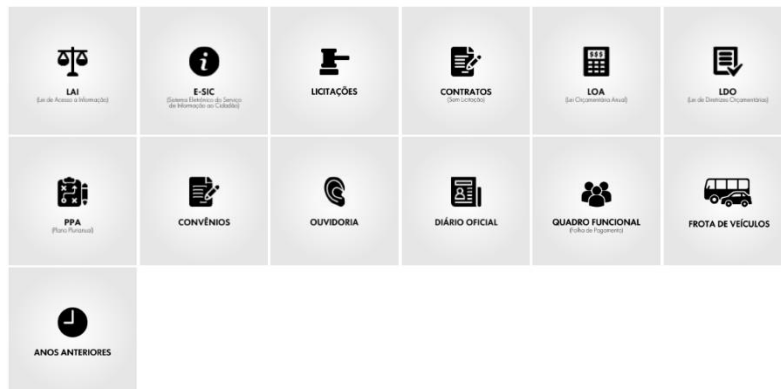 LAI
(Lei de Acesso a Informação)
E-SIC
(Sistema Eletrônico do Serviço
de Informação ao Cidadão)
LICITAÇÕES
CONTRATOS
(Sem Licitação)
$$$
LOA
(Lei Orçamentária Anual)
LDO
(Lei de Diretrizes Orçamentárias)
PPA
(Plano Plurianual)
CONVÊNIOS
OUVIDORIA
DIÁRIO OFICIAL
QUADRO FUNCIONAL
(Folha de Pagamento)
FROTA DE VEÍCULOS
ANOS ANTERIORES